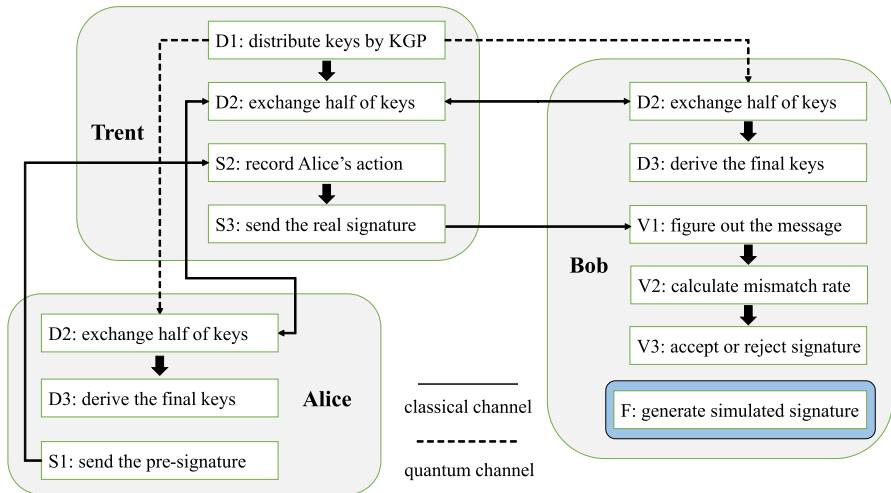 Trent
D1: distribute keys by KGP
D2: exchange half of keys
S2: record Alice's action
S3: send the real signature
Bob
D2: exchange half of keys
D3: derive the final keys
V1: figure out the message
V2: calculate mismatch rate
V3: accept or reject signature
F: generate simulated signature
Alice
D2: exchange half of keys
D3: derive the final keys
S1: send the pre-signature
classical channel
quantum channel